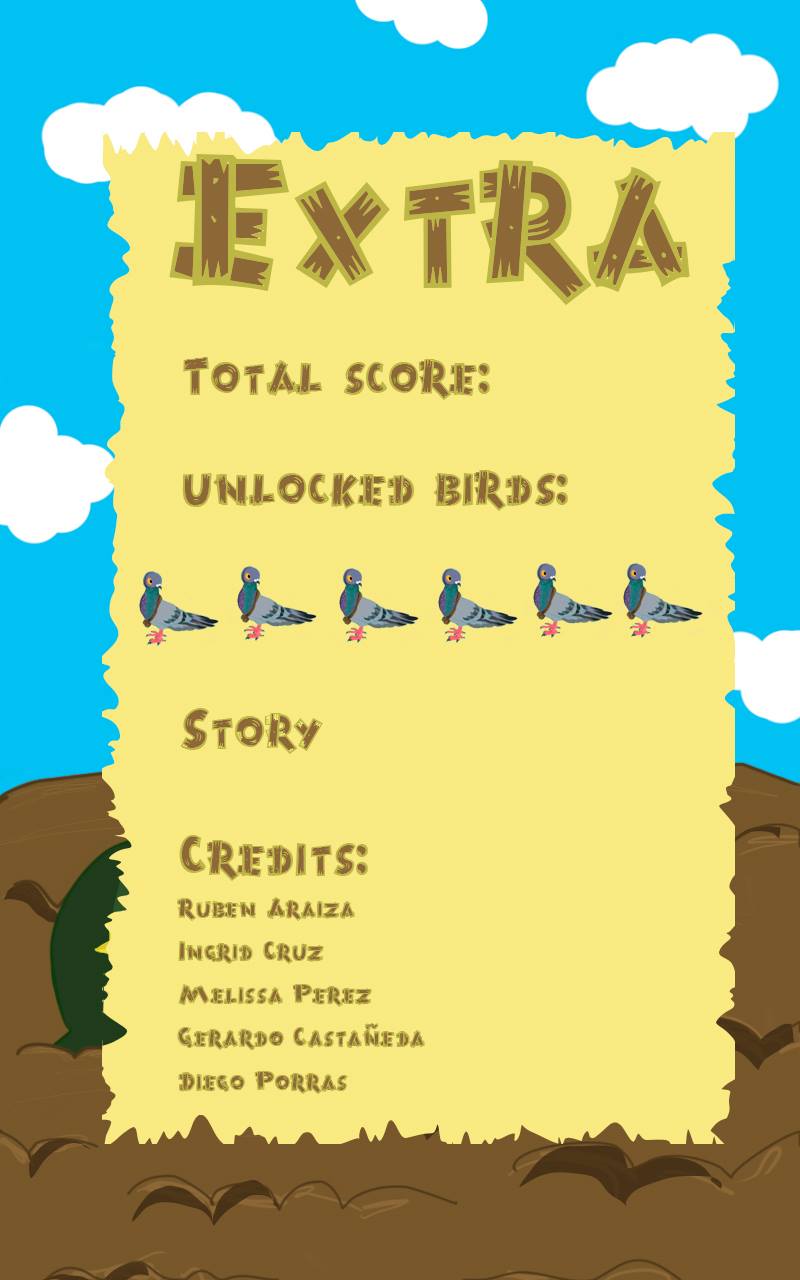 Extra
Total score:
Unlocked birds:
Story
Credits:
Ruben Araiza
Ingrid Cruz
Melissa Perez
Gerardo Castañeda
Diego Porras